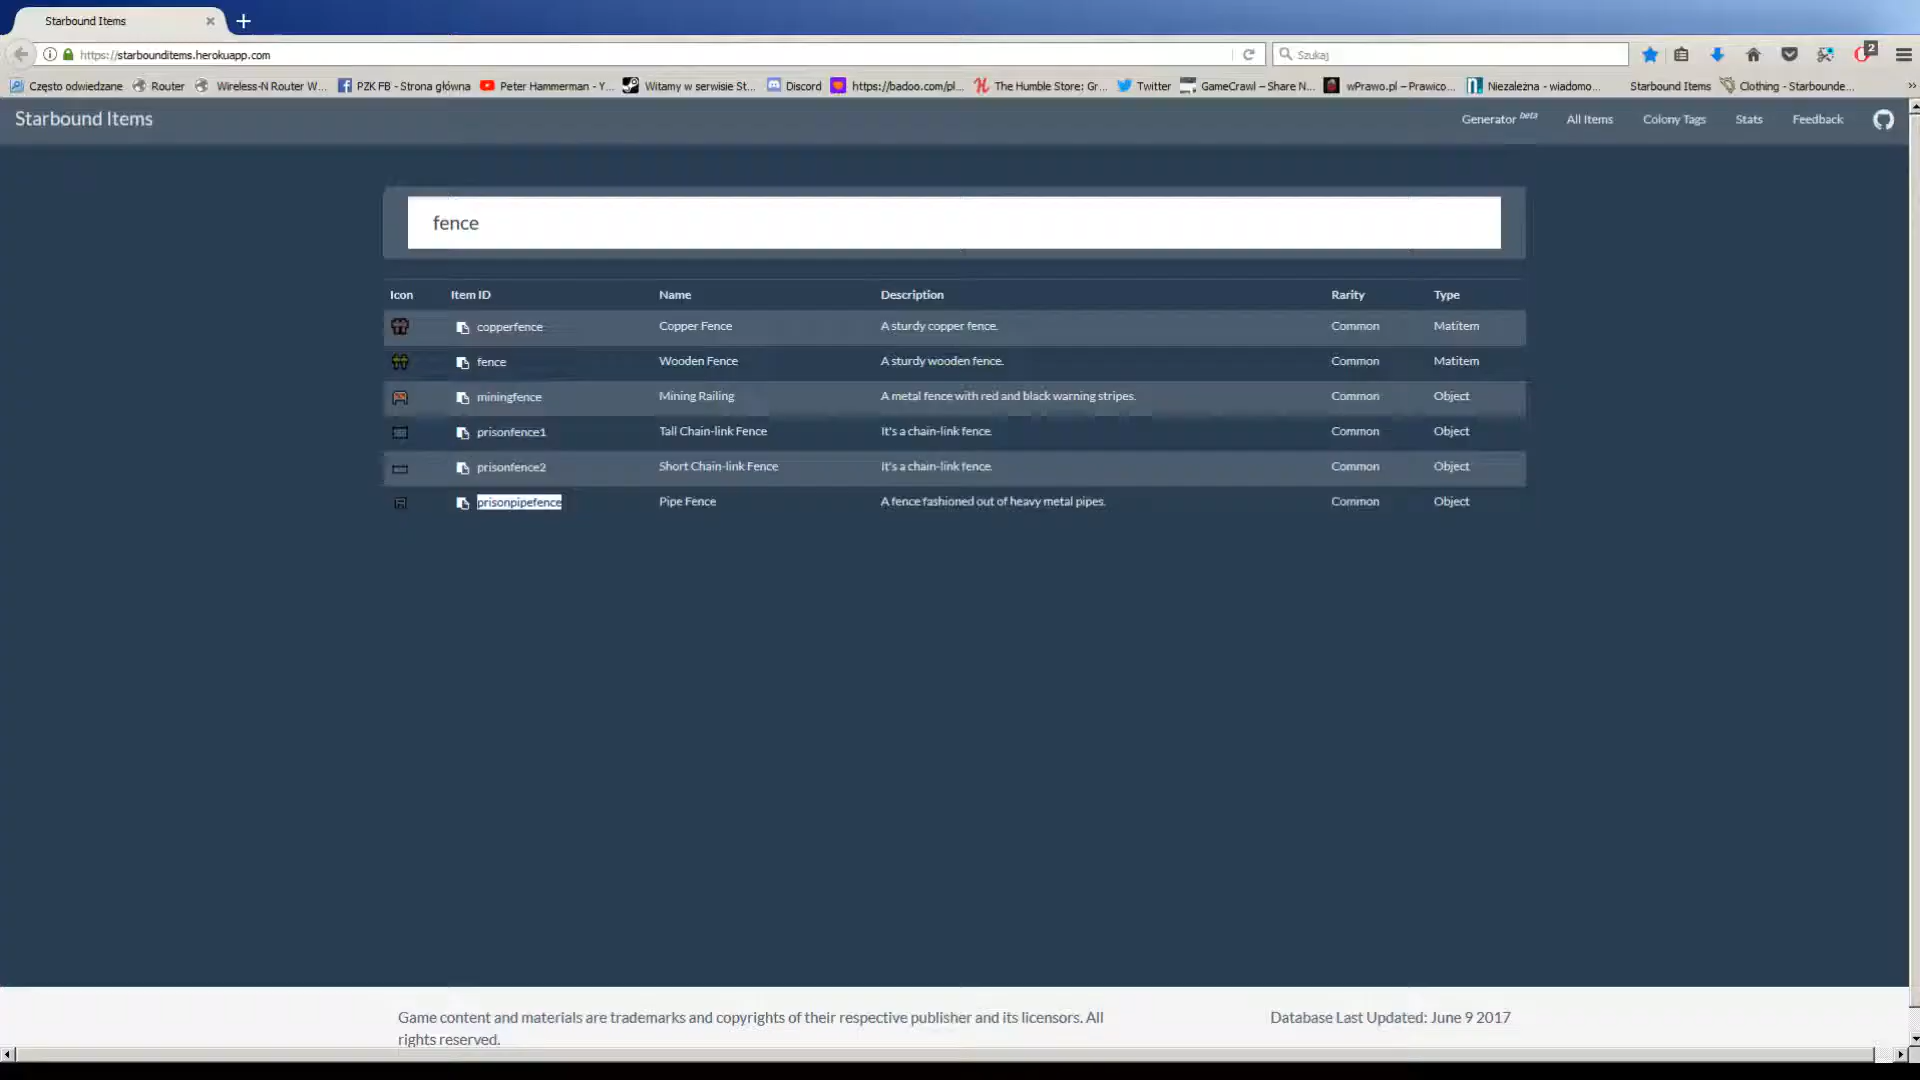 Starbound Items
https://starbounditems.herokuapp.com
Szukaj
2
Często odwiedzane Router Wireless-N Router W... PZK FB - Strona główna Peter Hammerman - Y... Witamy w serwisie St... Discord https://badoo.com/pl... The Humble Store: Gr... Twitter GameCrawl – Share N... wPrawo.pl – Prawico... Niezależna - wiadomo... Starbound Items Clothing - Starbounde...
Starbound Items Generator beta All Items Colony Tags Stats Feedback
fence
Icon Item ID Name Description Rarity Type
copperfence Copper Fence A sturdy copper fence. Common Matitem
fence Wooden Fence A sturdy wooden fence. Common Matitem
miningfence Mining Railing A metal fence with red and black warning stripes. Common Object
prisonfence1 Tall Chain-link Fence It's a chain-link fence. Common Object
prisonfence2 Short Chain-link Fence It's a chain-link fence. Common Object
prisonpipefence Pipe Fence A fence fashioned out of heavy metal pipes. Common Object
Game content and materials are trademarks and copyrights of their respective publisher and its licensors. All
rights reserved.
Database Last Updated: June 9 2017